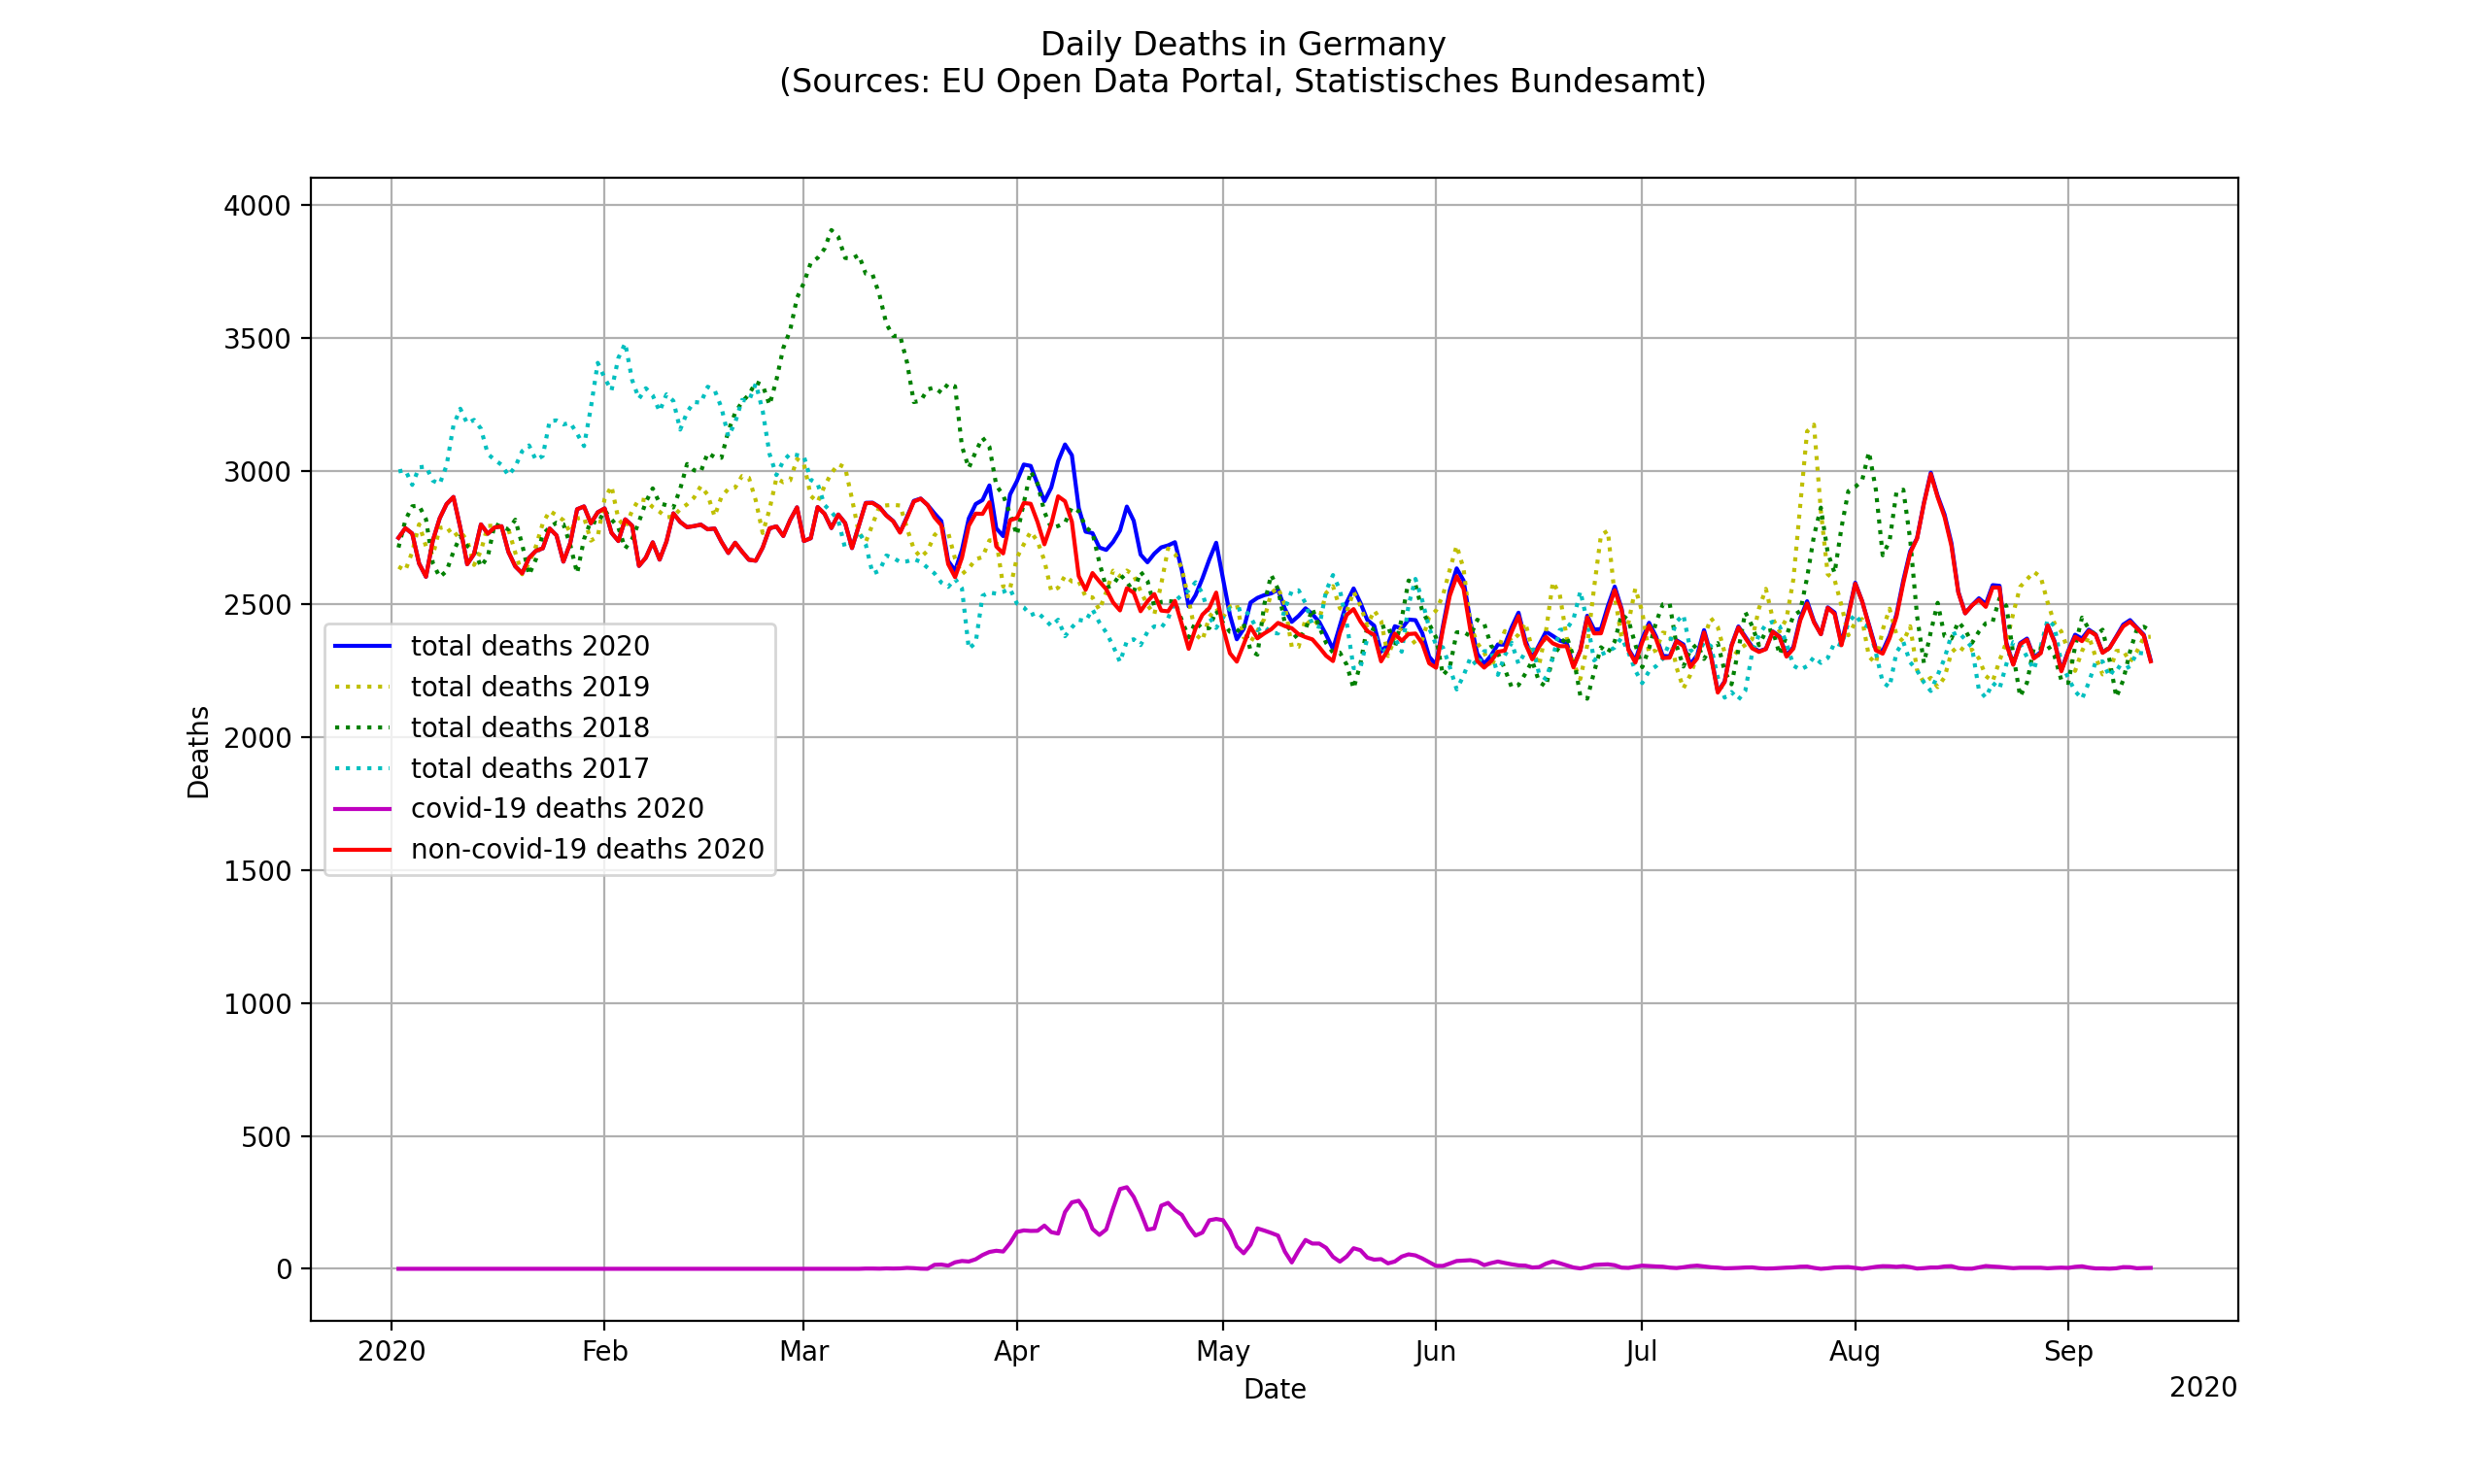 Daily Deaths in Germany
(Sources: EU Open Data Portal, Statistisches Bundesamt)
4000
3500
3000
2500
2000
1500
1000
500
0
Deaths
total deaths 2020
total deaths 2019
total deaths 2018
total deaths 2017
covid-19 deaths 2020
non-covid-19 deaths 2020
2020 Feb Mar Apr May Jun Jul Aug Sep
Date
2020